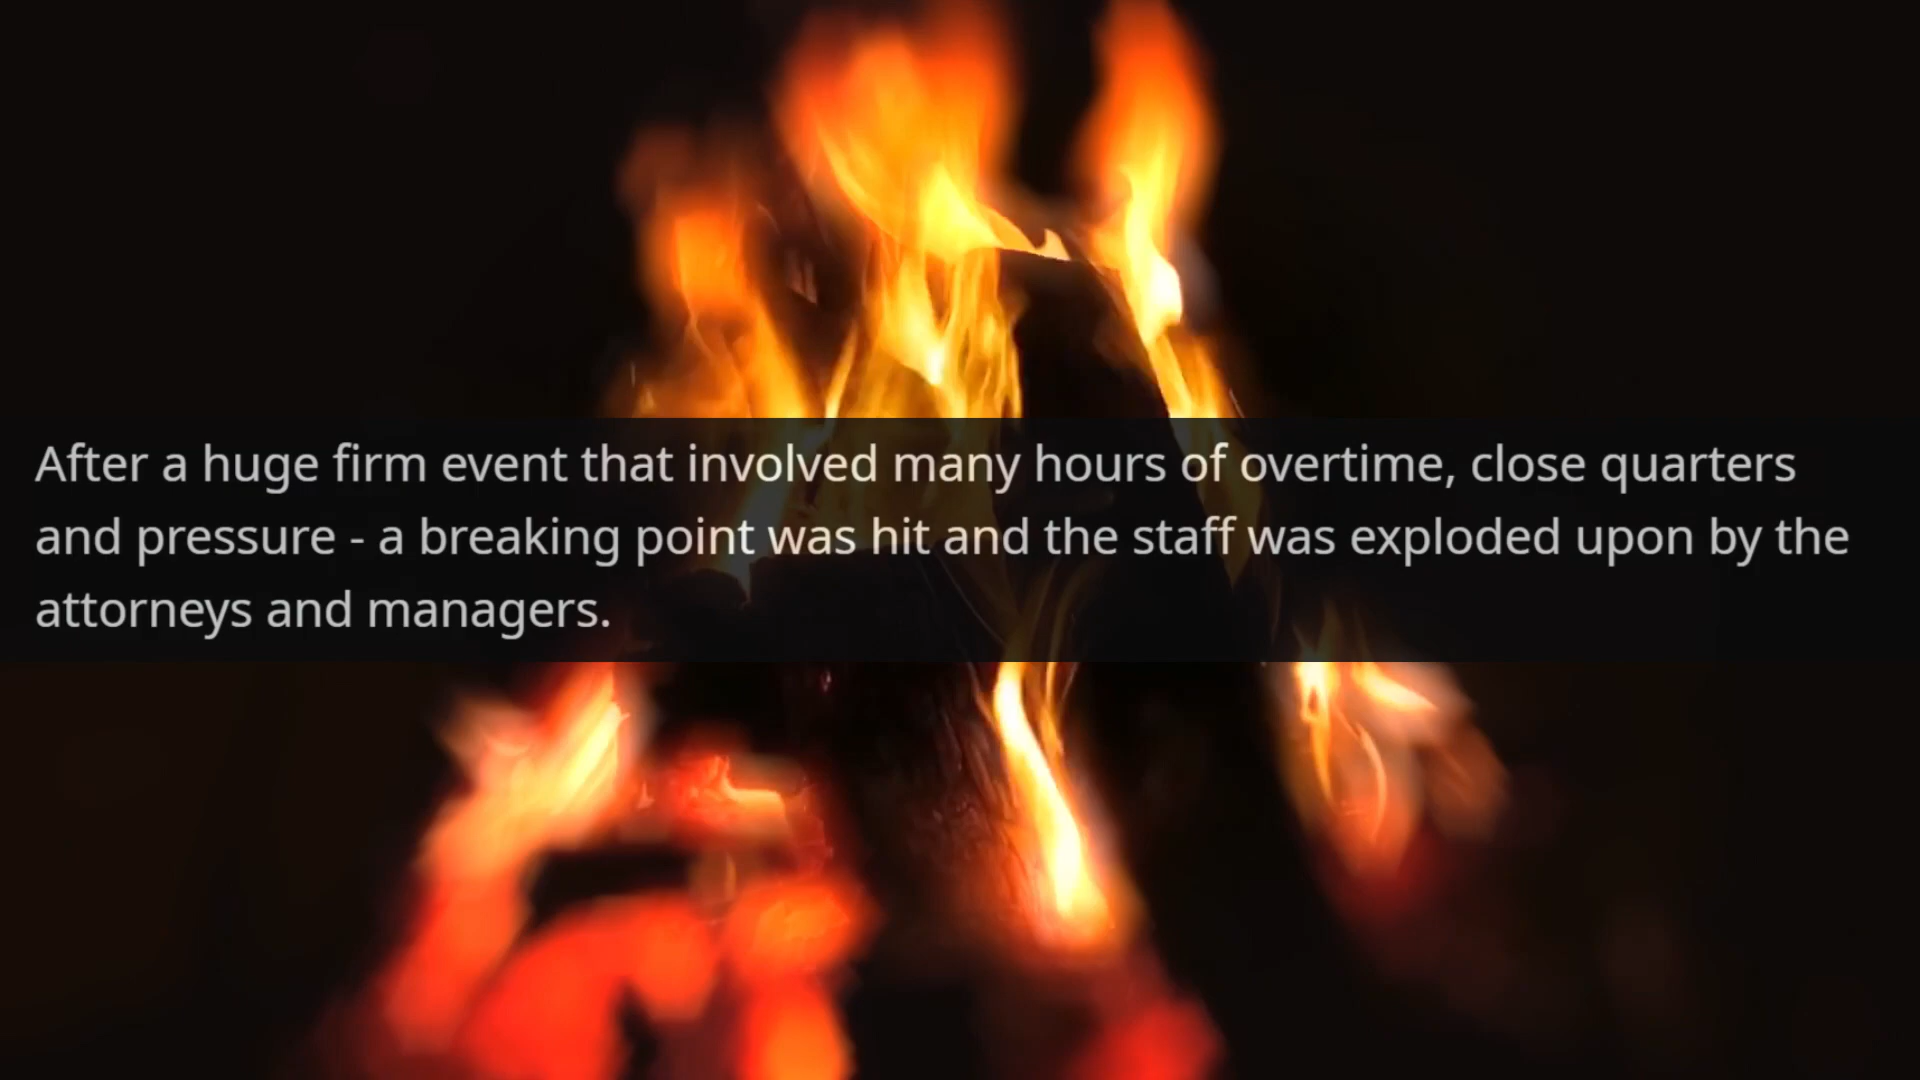 After a huge firm event that involved many hours of overtime, close quarters
and pressure - a breaking point was hit and the staff was exploded upon by the
attorneys and managers.